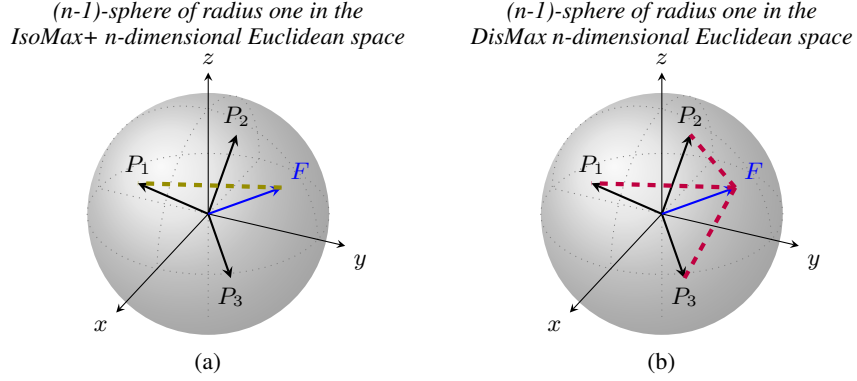 (n-1)-sphere of radius one in the
IsoMax+ n-dimensional Euclidean space
z
P2
P1
F
y
P3
x
(a)
(n-1)-sphere of radius one in the
DisMax n-dimensional Euclidean space
z
P2
P1
F
y
P3
x
(b)